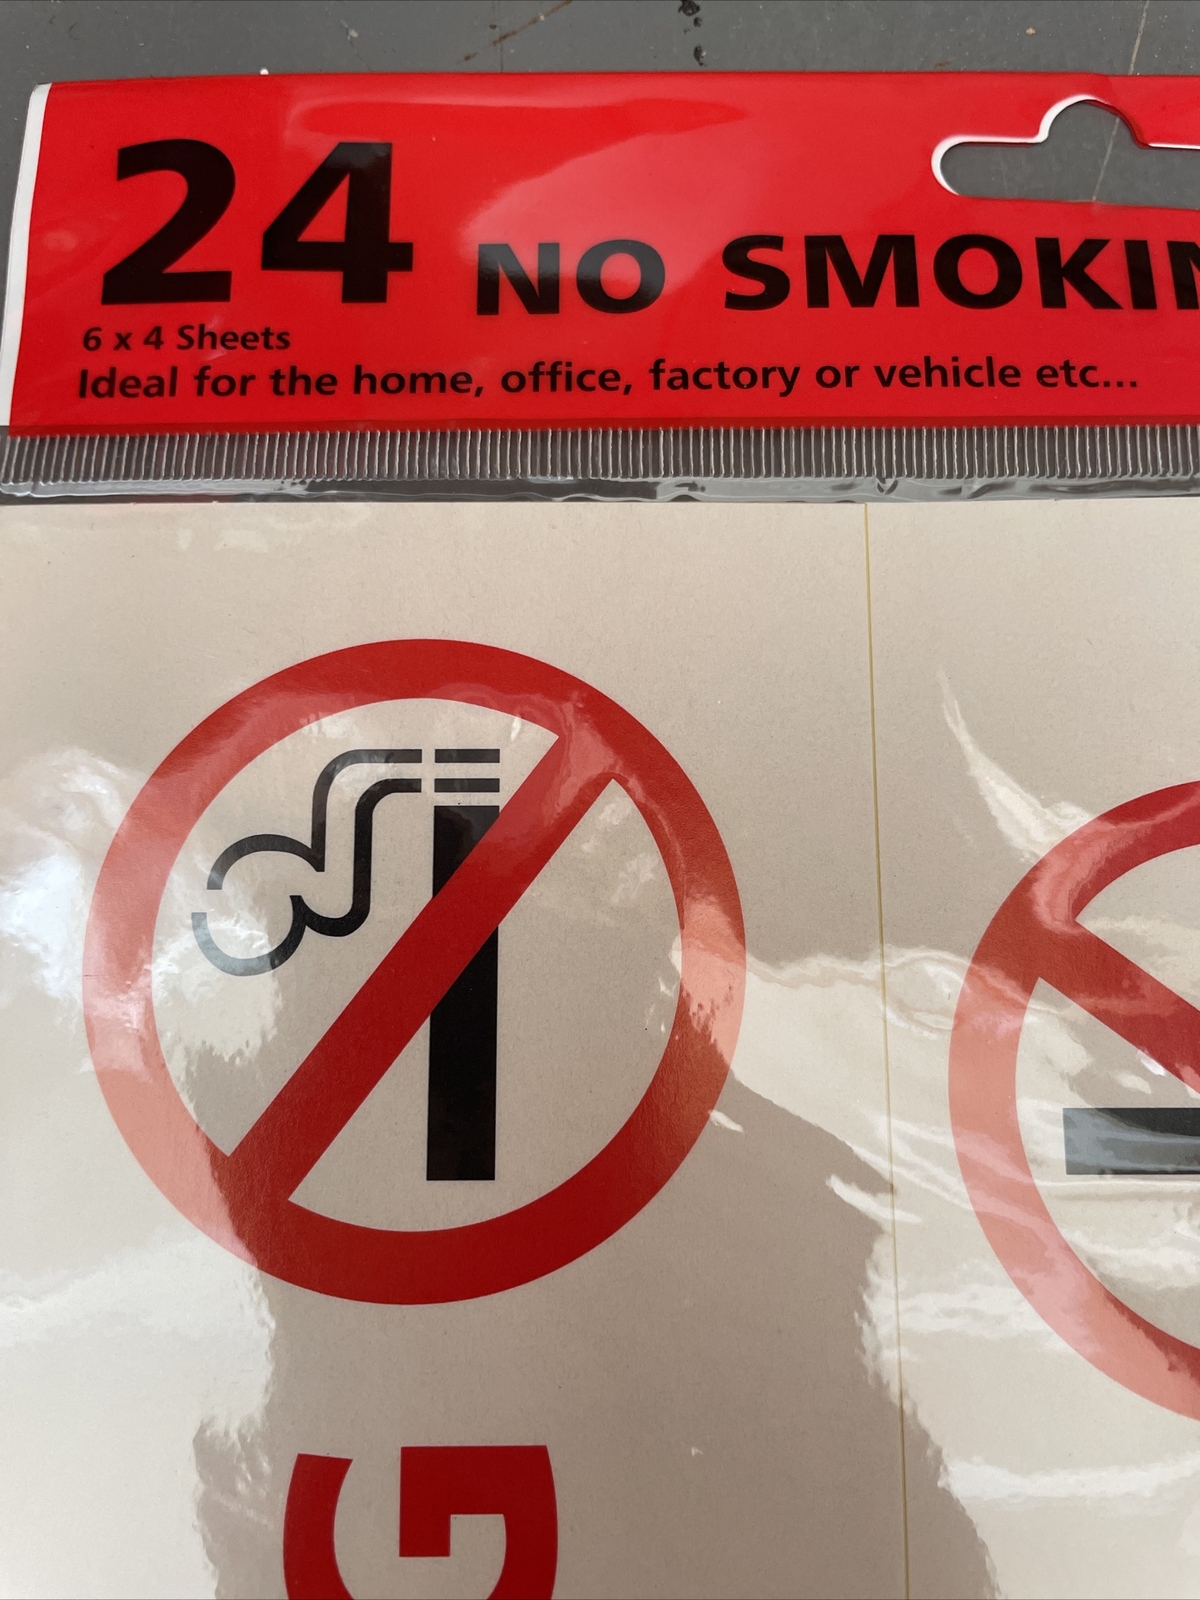 24 NO SMOKIN
6 x 4 Sheets
Ideal for the home, office, factory or vehicle etc...
G